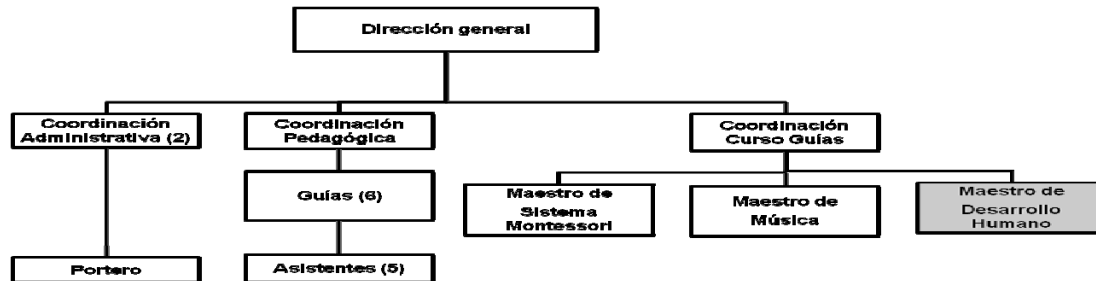 Dirección general
Coordinación
Administrativa (2)
Coordinación
Pedagógica
Coordinación
Curso Guías
Guías (6)
Maestro de
Sistema
Montessori
Maestro de
Música
Maestro de
Desarrollo
Humano
Portero
Asistentes (5)